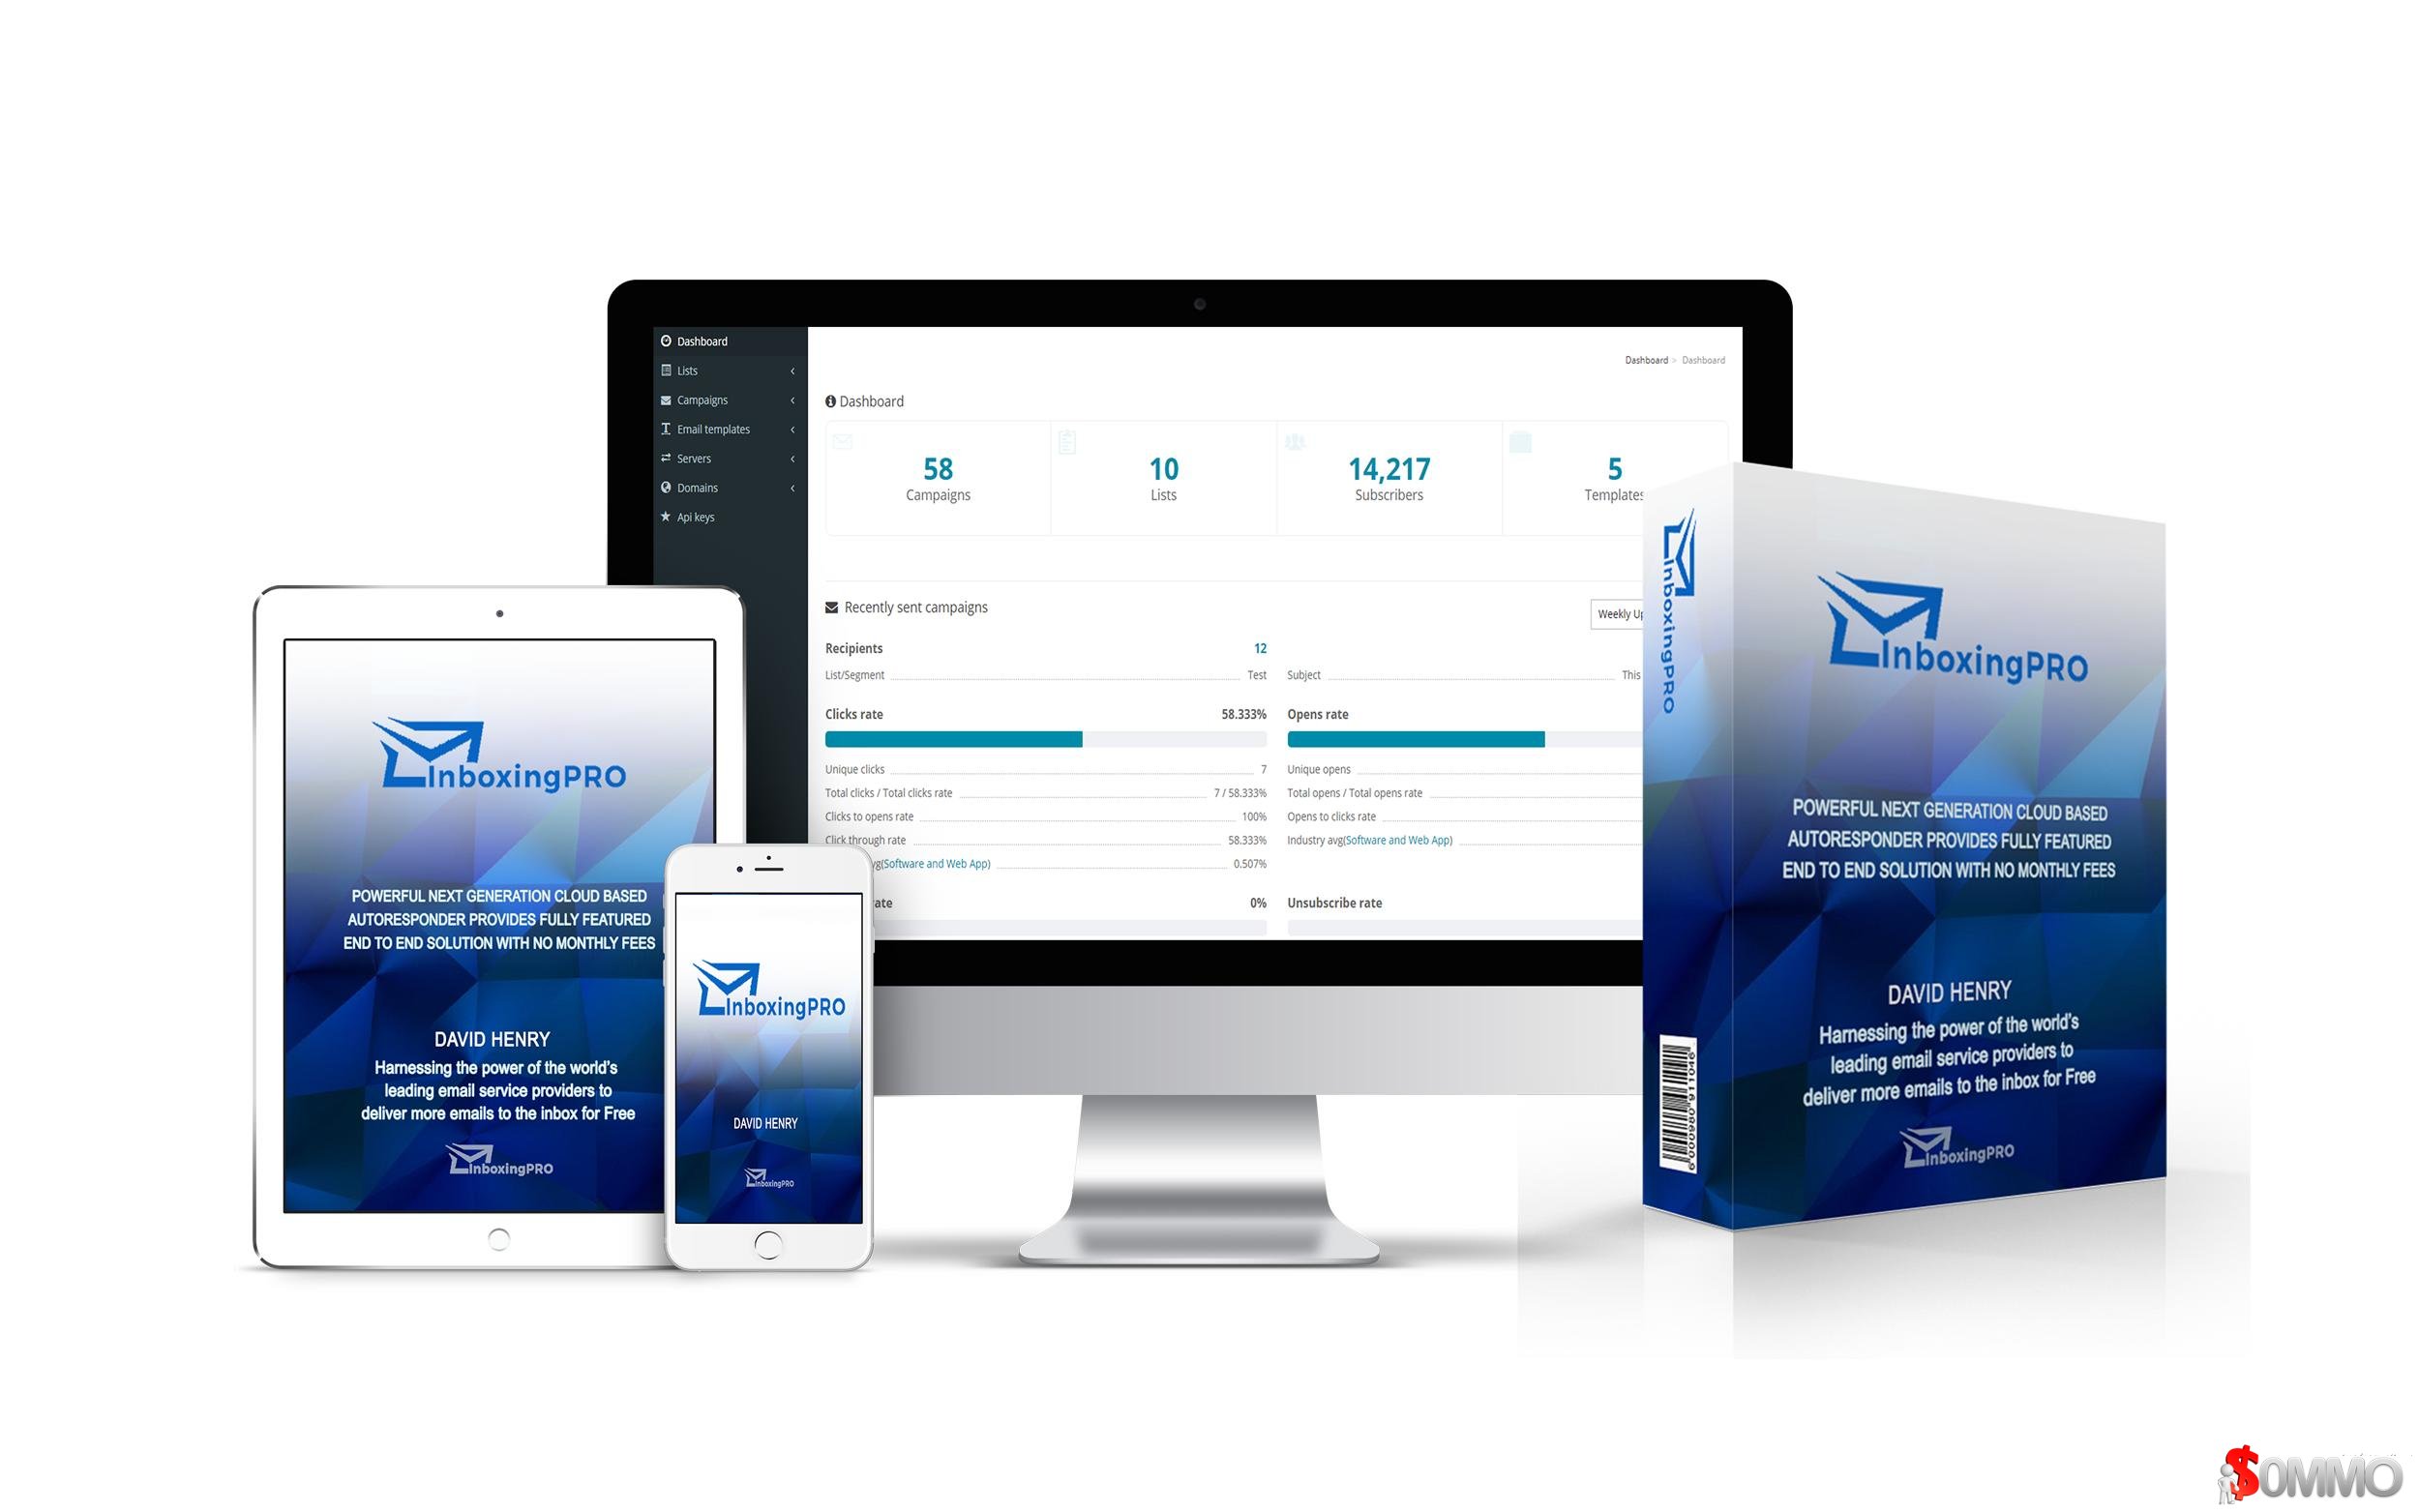 Dashboard
Lists
Campaigns
Email templates
Servers
Domains
Api keys
Dashboard > Dashboard
Dashboard
58
Campaigns
10
Lists
14,217
Subscribers
5
Templates
Recently sent campaigns
Weekly
Recipients 12
List/Segment Test
Subject This
Clicks rate 58.333%
Opens rate
Unique clicks 7
Total clicks / Total clicks rate 7 / 58.333%
Clicks to opens rate 100%
Click through rate 58.333%
(Software and Web App) 0.507%
Unique opens
Total opens / Total opens rate
Opens to clicks rate
Industry avg(Software and Web App)
0%
Unsubscribe rate
InboxingPRO
POWERFUL NEXT GENERATION CLOUD BASED
AUTORESPONDER PROVIDES FULLY FEATURED
END TO END SOLUTION WITH NO MONTHLY FEES
DAVID HENRY
Harnessing the power of the world's
leading email service providers to
deliver more emails to the inbox for Free
InboxingPRO
InboxingPRO
DAVID HENRY
InboxingPRO
InboxingPRO
InboxingPRO
POWERFUL NEXT GENERATION CLOUD BASED
AUTORESPONDER PROVIDES FULLY FEATURED
END TO END SOLUTION WITH NO MONTHLY FEES
DAVID HENRY
Harnessing the power of the world's
leading email service providers to
deliver more emails to the inbox for Free
InboxingPRO
$OMMO